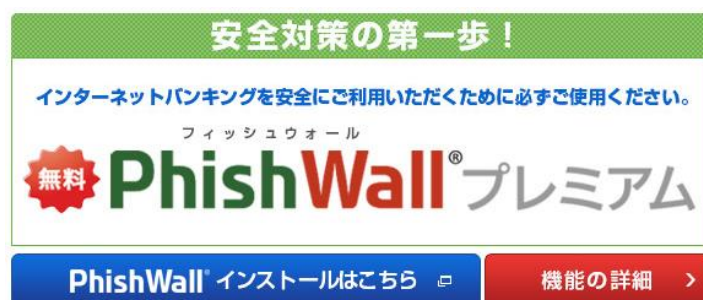 安全対策の第一歩!
インターネットバンキングを安全にご利用いただくために必ずご使用ください。
フィッシュウォール
無料 PhishWall®プレミアム
PhishWall® インストールはこちら
機能の詳細 >